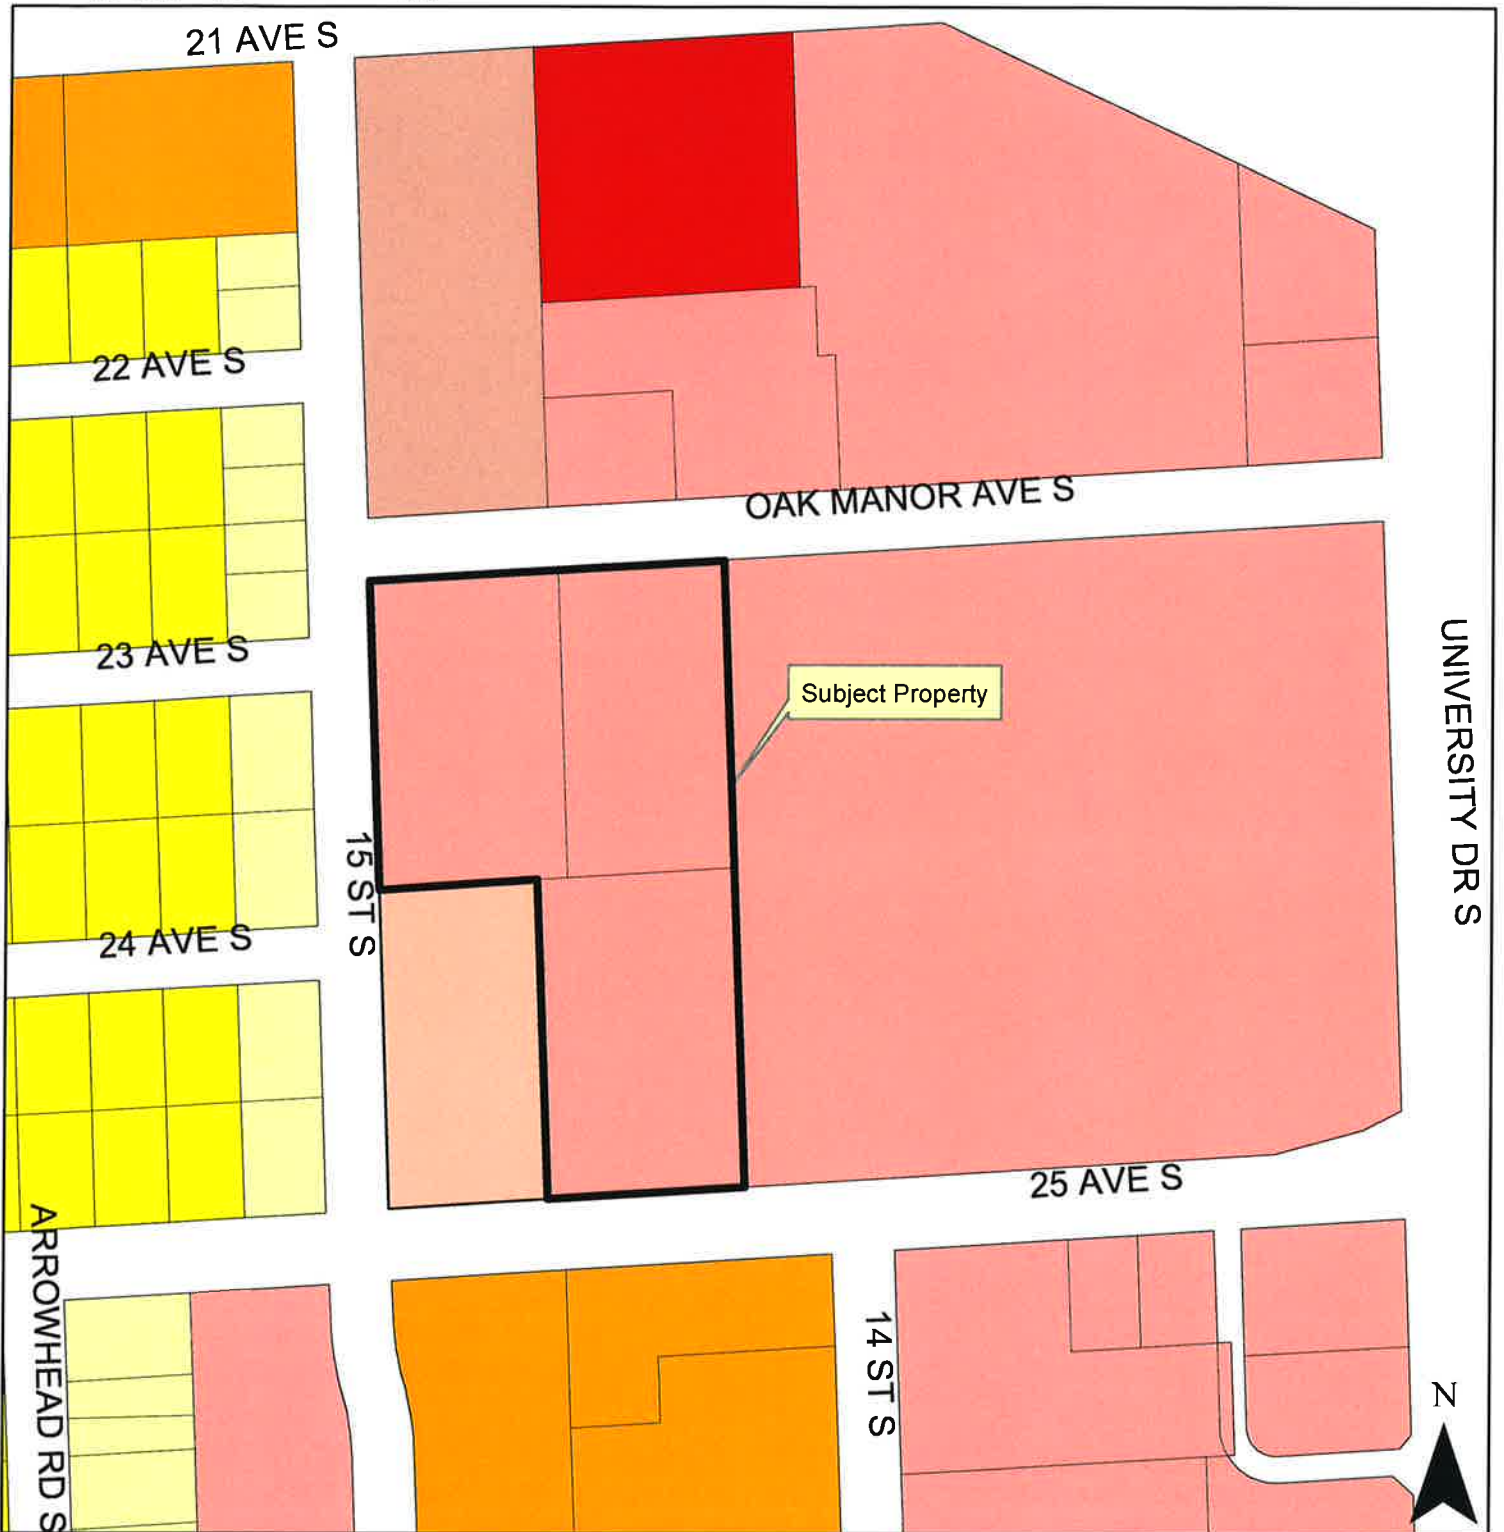 21 AVE S
22 AVE S
OAK MANOR AVE S
23 AVE S
Subject Property
UNIVERSITY DR S
15 ST S
24 AVE S
25 AVE S
ARROWHEAD RD S
14 ST S
N